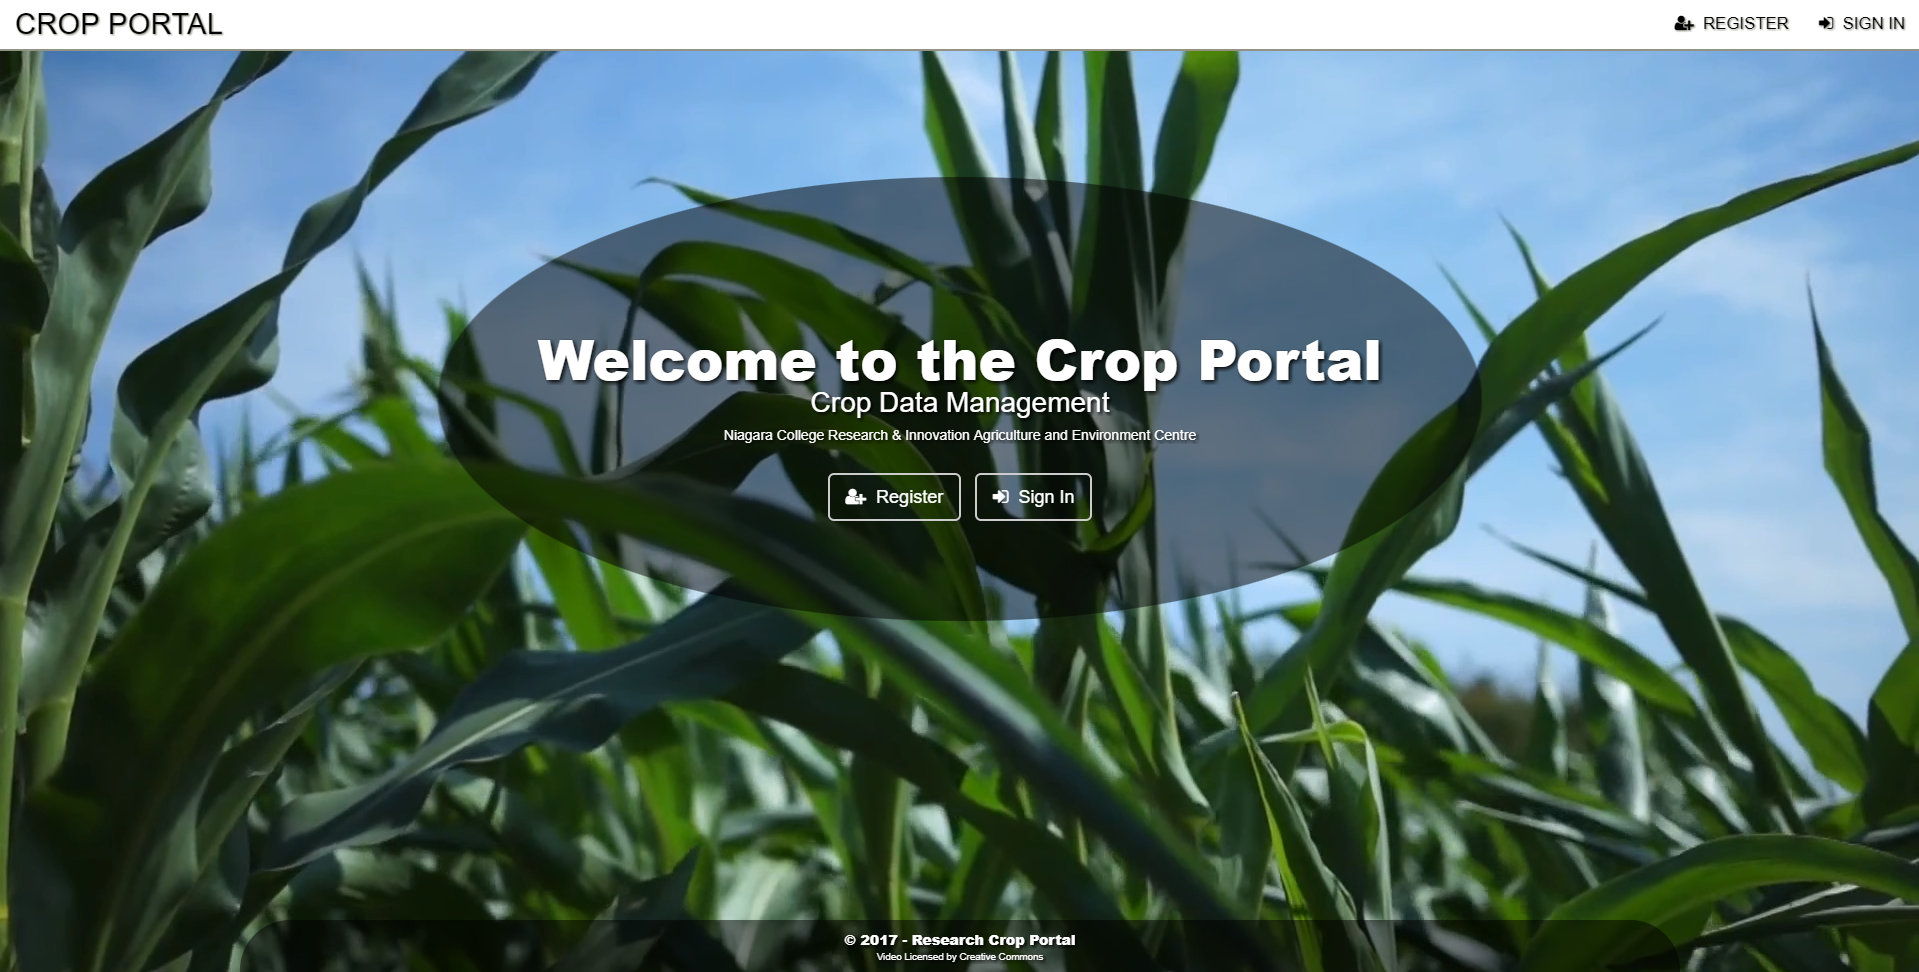 CROP PORTAL
REGISTER
SIGN IN
Welcome to the Crop Portal
Crop Data Management
Niagara College Research & Innovation Agriculture and Environment Centre
Register
Sign In
© 2017 - Research Crop Portal
Video Licensed by Creative Commons